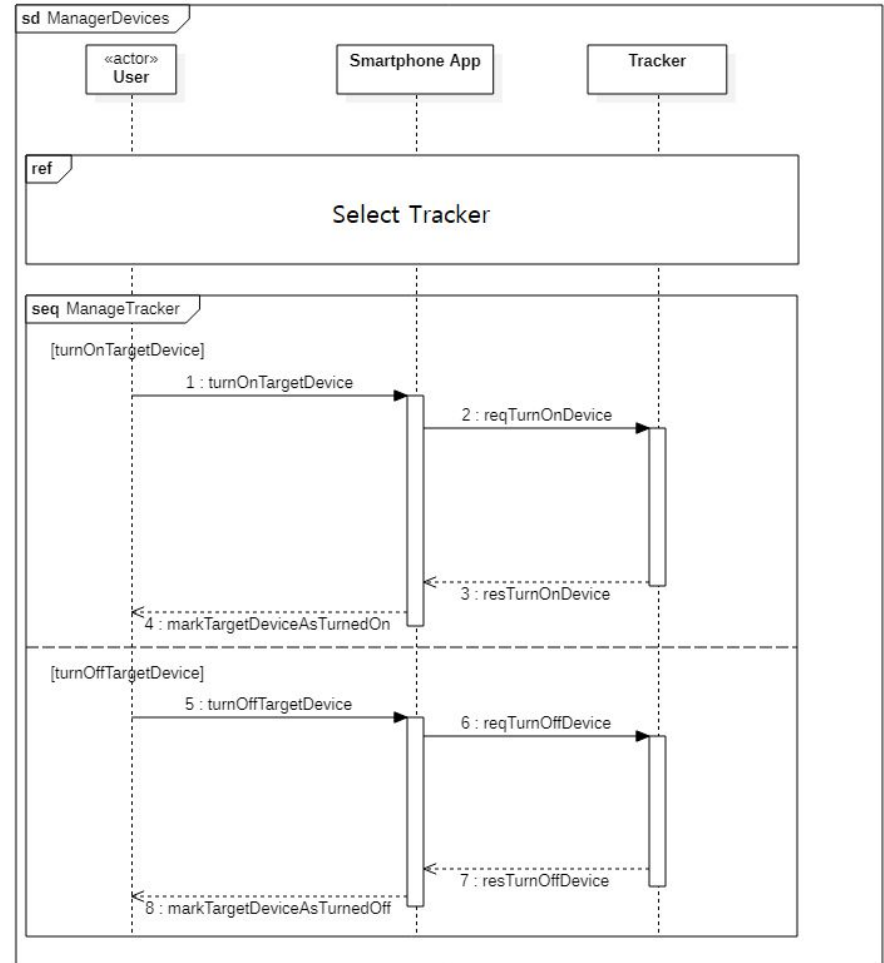 sd ManagerDevices
«actor»
User
Smartphone App
Tracker
ref
Select Tracker
seq ManageTracker
[turnOnTargetDevice]
1 : turnOnTargetDevice
2 : reqTurnOnDevice
3 : resTurnOnDevice
4 : markTargetDeviceAsTurnedOn
[turnOffTargetDevice]
5 : turnOffTargetDevice
6 : reqTurnOffDevice
7 : resTurnOffDevice
8 : markTargetDeviceAsTurnedOff